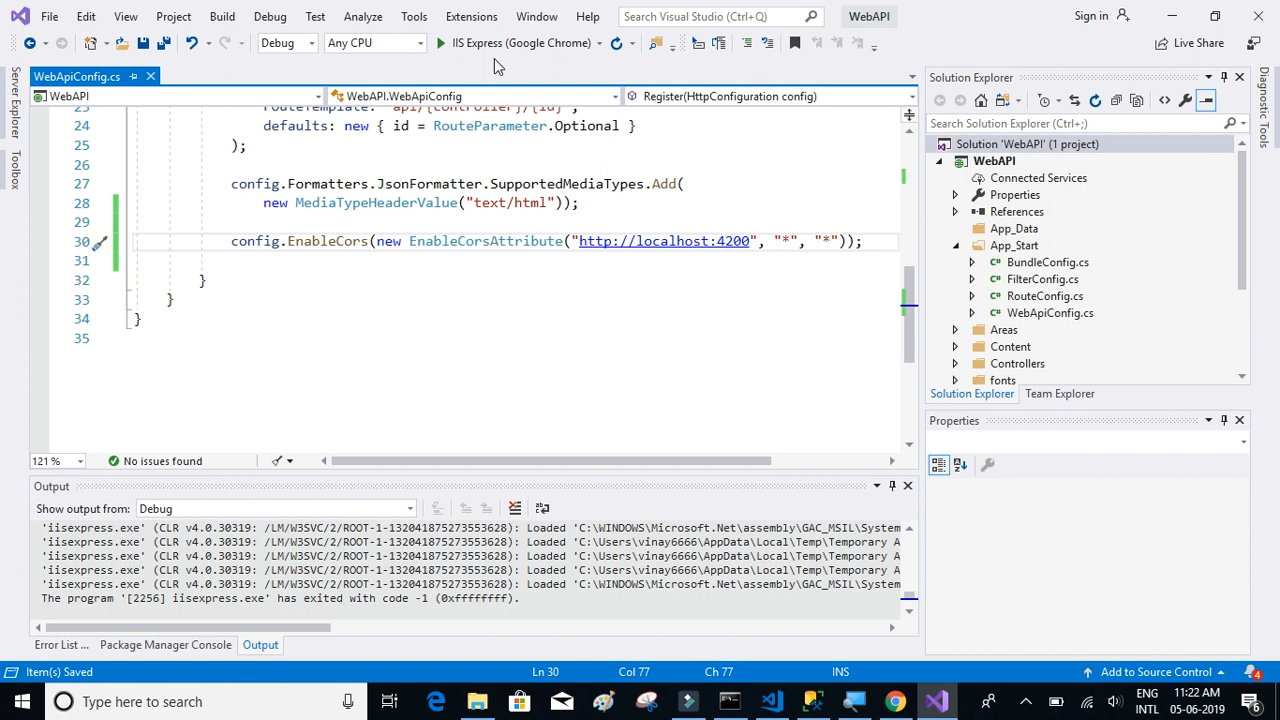 File Edit View Project Build Debug Test Analyze Tools Extensions Window Help Search Visual Studio (Ctrl+Q) WebAPI Sign in
Debug Any CPU IIS Express (Google Chrome) Live Share
Server Explorer
Toolbox
WebApiConfig.cs
WebAPI WebAPI.WebApiConfig Register(HttpConfiguration config)
23 routeTemplate: "api/{controller}/{id}",
24 defaults: new { id = RouteParameter.Optional }
25 );
26
27 config.Formatters.JsonFormatter.SupportedMediaTypes.Add(
28 new MediaTypeHeaderValue("text/html"));
29
30 config.EnableCors(new EnableCorsAttribute("http://localhost:4200", "*", "*"));
31
32 }
33 }
34 }
35
121 % No issues found
Output
Show output from: Debug
'iisexpress.exe' (CLR v4.0.30319: /LM/W3SVC/2/ROOT-1-132041875273553628): Loaded 'C:\WINDOWS\Microsoft.Net\assembly\GAC_MSIL\System
'iisexpress.exe' (CLR v4.0.30319: /LM/W3SVC/2/ROOT-1-132041875273553628): Loaded 'C:\Users\vinay6666\AppData\Local\Temp\Temporary A
'iisexpress.exe' (CLR v4.0.30319: /LM/W3SVC/2/ROOT-1-132041875273553628): Loaded 'C:\Users\vinay6666\AppData\Local\Temp\Temporary A
'iisexpress.exe' (CLR v4.0.30319: /LM/W3SVC/2/ROOT-1-132041875273553628): Loaded 'C:\Users\vinay6666\AppData\Local\Temp\Temporary A
'iisexpress.exe' (CLR v4.0.30319: /LM/W3SVC/2/ROOT-1-132041875273553628): Loaded 'C:\WINDOWS\Microsoft.Net\assembly\GAC_MSIL\System
The program '[2256] iisexpress.exe' has exited with code -1 (0xffffffff).
Error List ... Package Manager Console Output
Solution Explorer
Search Solution Explorer (Ctrl+;)
Solution 'WebAPI' (1 project)
WebAPI
Connected Services
Properties
References
App_Data
App_Start
BundleConfig.cs
FilterConfig.cs
RouteConfig.cs
WebApiConfig.cs
Areas
Content
Controllers
fonts
Solution Explorer Team Explorer
Properties
Diagnostic Tools
Item(s) Saved Ln 30 Col 77 Ch 77 INS Add to Source Control 4
Type here to search
ENG
INTL
11:22 AM
05-06-2019
6